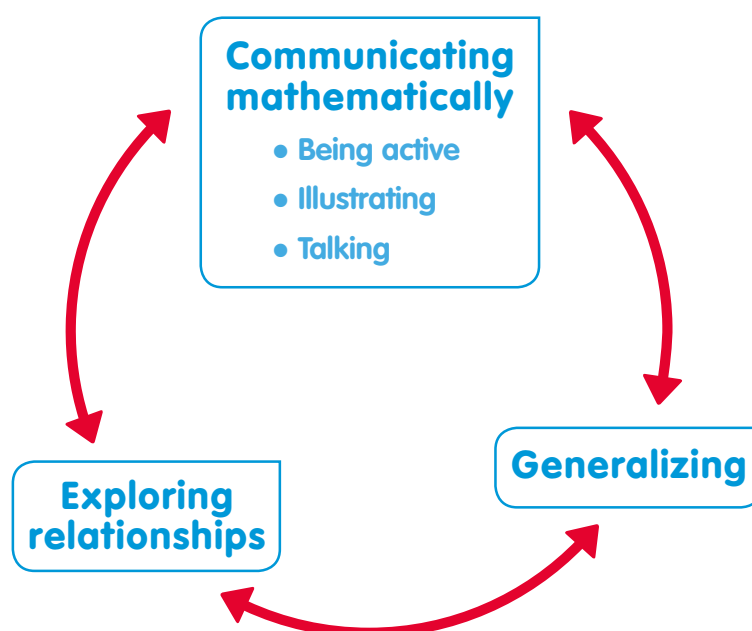 Communicating
mathematically
• Being active
• Illustrating
• Talking
Generalizing
Exploring
relationships